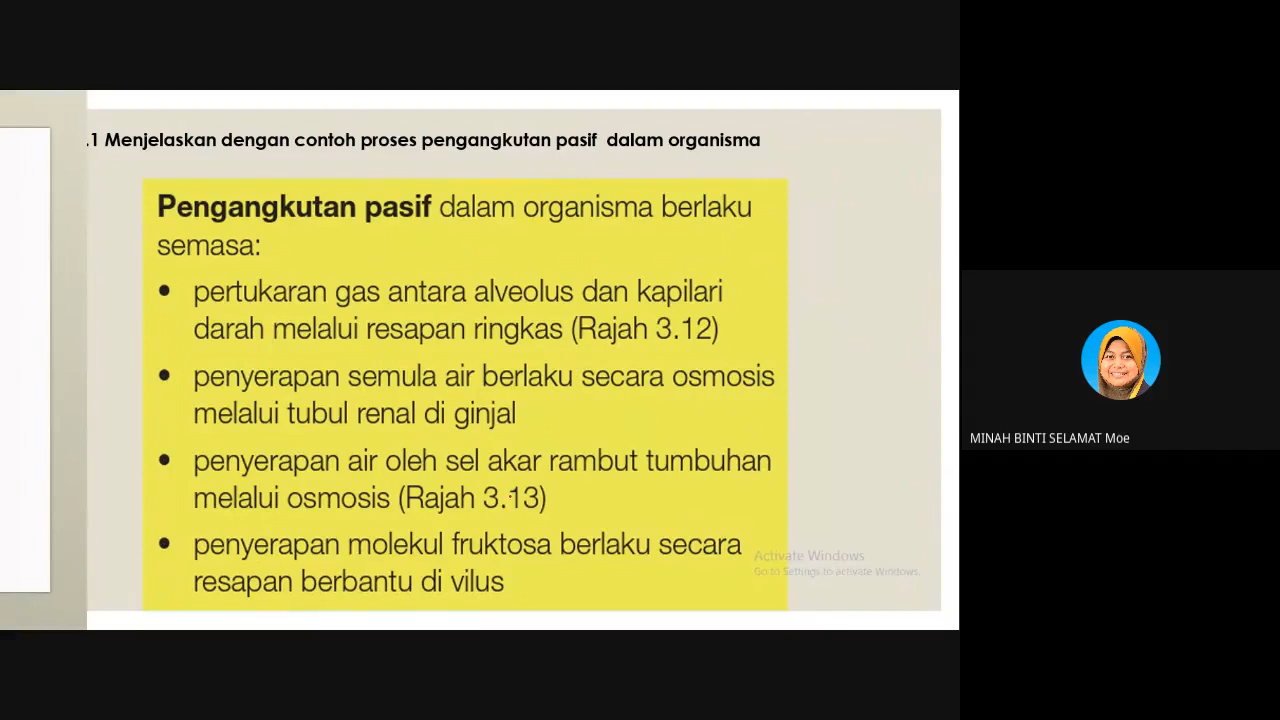 .1 Menjelaskan dengan contoh proses pengangkutan pasif dalam organisma
Pengangkutan pasif dalam organisma berlaku
semasa:
• pertukaran gas antara alveolus dan kapilari
darah melalui resapan ringkas (Rajah 3.12)
• penyerapan semula air berlaku secara osmosis
melalui tubul renal di ginjal
• penyerapan air oleh sel akar rambut tumbuhan
melalui osmosis (Rajah 3.13)
• penyerapan molekul fruktosa berlaku secara
resapan berbantu di vilus
Activate Windows
Go to Settings to activate Windows.
MINAH BINTI SELAMAT Moe